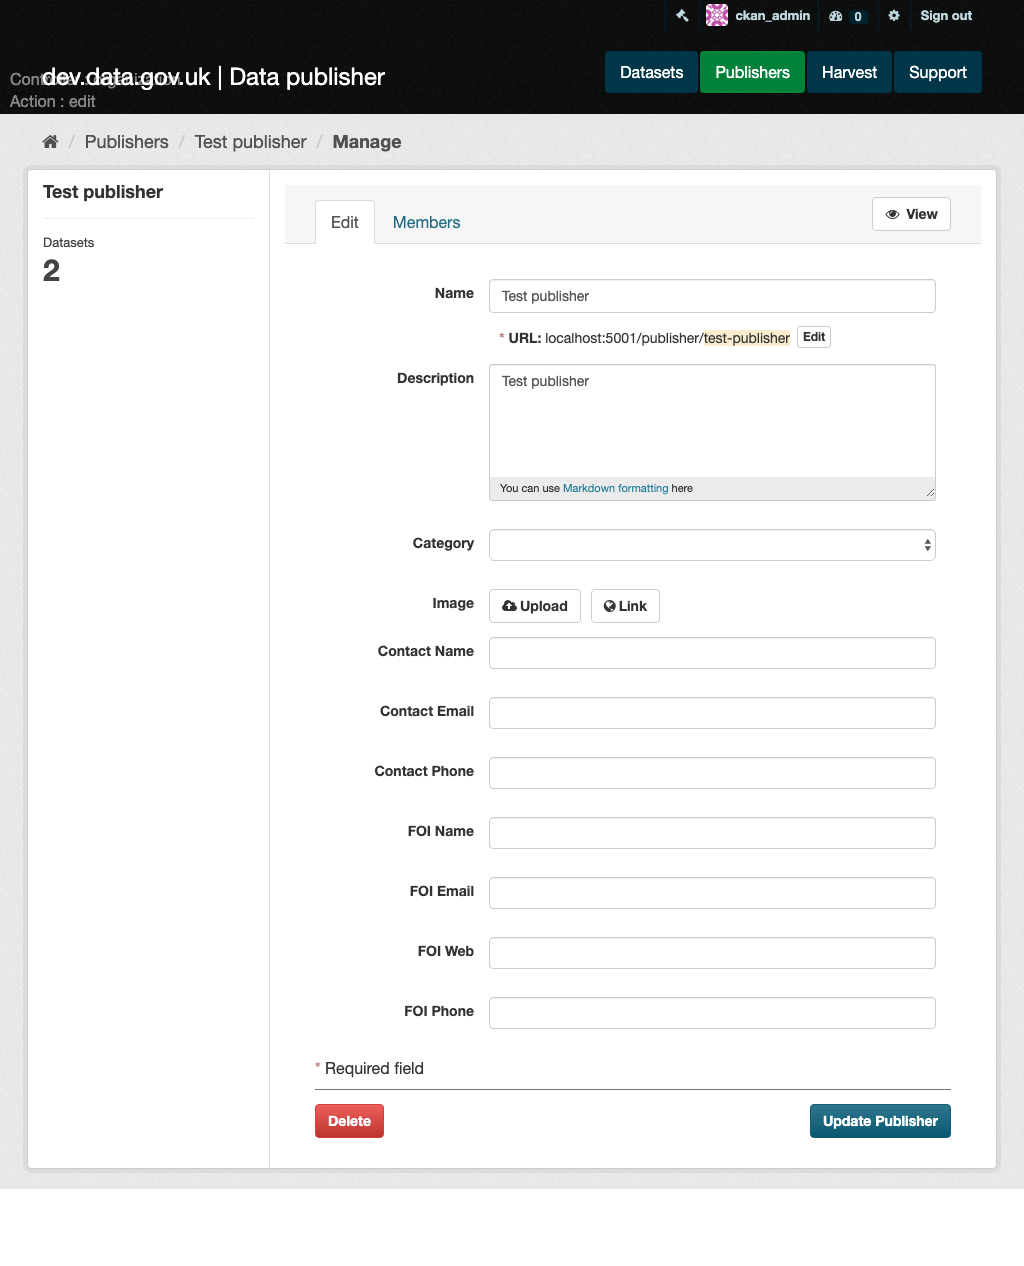 ckan_admin
0
Sign out
dev.data.gov.uk | Data publisher
Action : edit
Datasets
Publishers
Harvest
Support
/ Publishers / Test publisher / Manage
Test publisher
Datasets
2
Edit
Members
View
Name
Test publisher
* URL: localhost:5001/publisher/test-publisher Edit
Description
Test publisher
You can use Markdown formatting here
Category
Image
Upload
Link
Contact Name
Contact Email
Contact Phone
FOI Name
FOI Email
FOI Web
FOI Phone
* Required field
Delete
Update Publisher